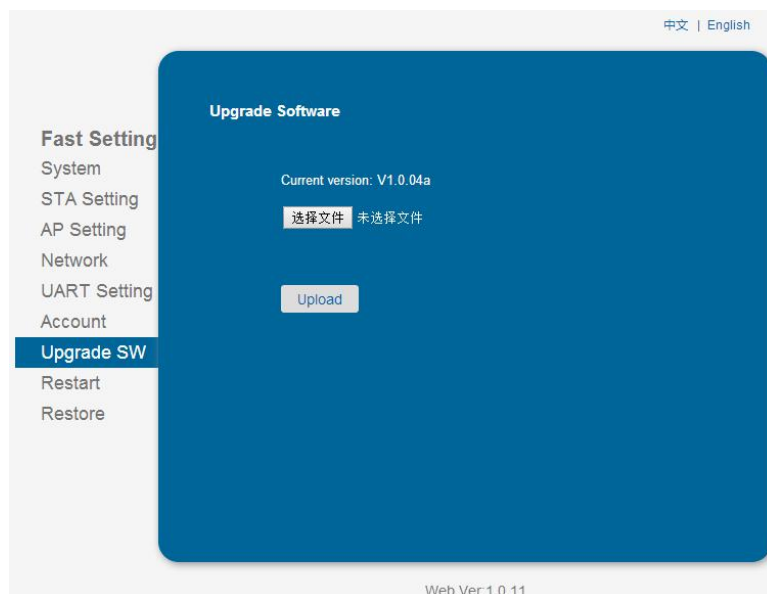 中文 | English
Upgrade Software
Fast Setting
System
STA Setting
AP Setting
Network
UART Setting
Account
Upgrade SW
Restart
Restore
Current version: V1.0.04a
选择文件 未选择文件
Upload
Web Ver:1.0.11